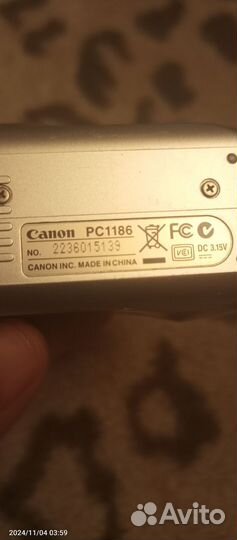 Canon PC1186 FC
NO. 2236015139 VCI DC 3.15V
CANON INC. MADE IN CHINA
2024/11/04 03:59
Avito